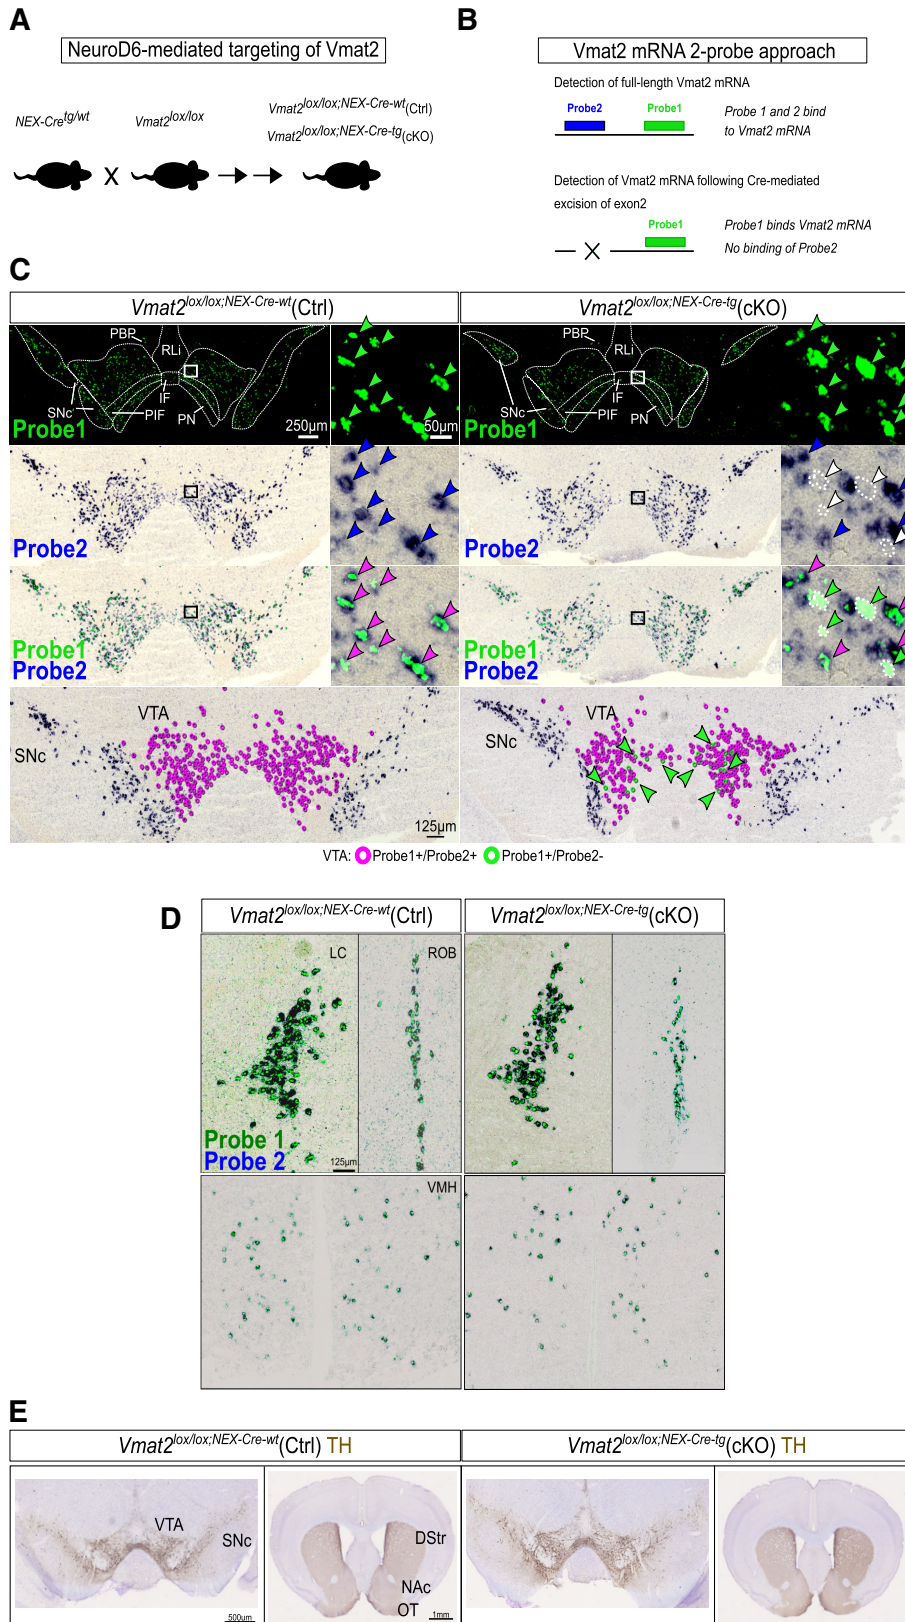 A
NeuroD6-mediated targeting of Vmat2
NEX-Cre^tg/wt
Vmat2^lox/lox
Vmat2^lox/lox;NEX-Cre-wt(Ctrl)
Vmat2^lox/lox;NEX-Cre-tg(cKO)
X
B
Vmat2 mRNA 2-probe approach
Detection of full-length Vmat2 mRNA
Probe2 Probe1
Probe 1 and 2 bind
to Vmat2 mRNA
Detection of Vmat2 mRNA following Cre-mediated
excision of exon2
Probe1
Probe1 binds Vmat2 mRNA
No binding of Probe2
X
C
Vmat2^lox/lox;NEX-Cre-wt(Ctrl)
Vmat2^lox/lox;NEX-Cre-tg(cKO)
PBP
RLi
SNc
PIF
IF
PN
Probe1
250µm
50µm
PBP
RLi
SNc
PIF
IF
PN
Probe1
Probe2
Probe2
Probe1
Probe2
Probe1
Probe2
VTA
SNc
125µm
VTA
SNc
VTA: Probe1+/Probe2+ Probe1+/Probe2-
D
Vmat2^lox/lox;NEX-Cre-wt(Ctrl)
Vmat2^lox/lox;NEX-Cre-tg(cKO)
LC
ROB
Probe 1
Probe 2
125µm
VMH
E
Vmat2^lox/lox;NEX-Cre-wt(Ctrl) TH
Vmat2^lox/lox;NEX-Cre-tg(cKO) TH
VTA
SNc
500µm
DStr
NAc
OT
1mm